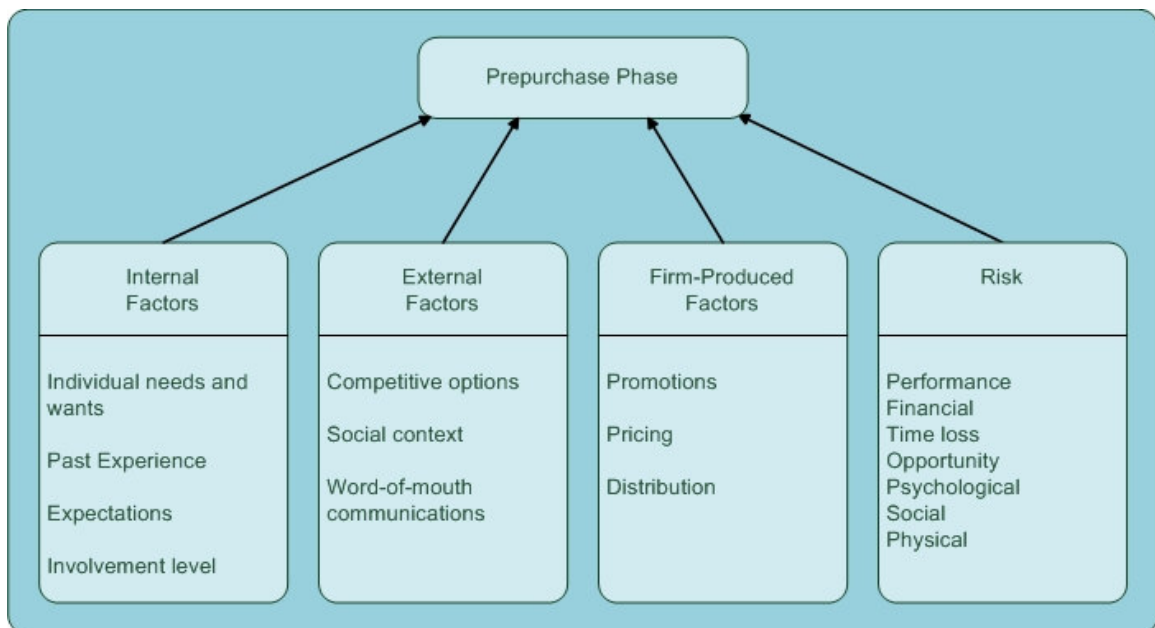 Prepurchase Phase
Internal
Factors
Individual needs and
wants
Past Experience
Expectations
Involvement level
External
Factors
Competitive options
Social context
Word-of-mouth
communications
Firm-Produced
Factors
Promotions
Pricing
Distribution
Risk
Performance
Financial
Time loss
Opportunity
Psychological
Social
Physical